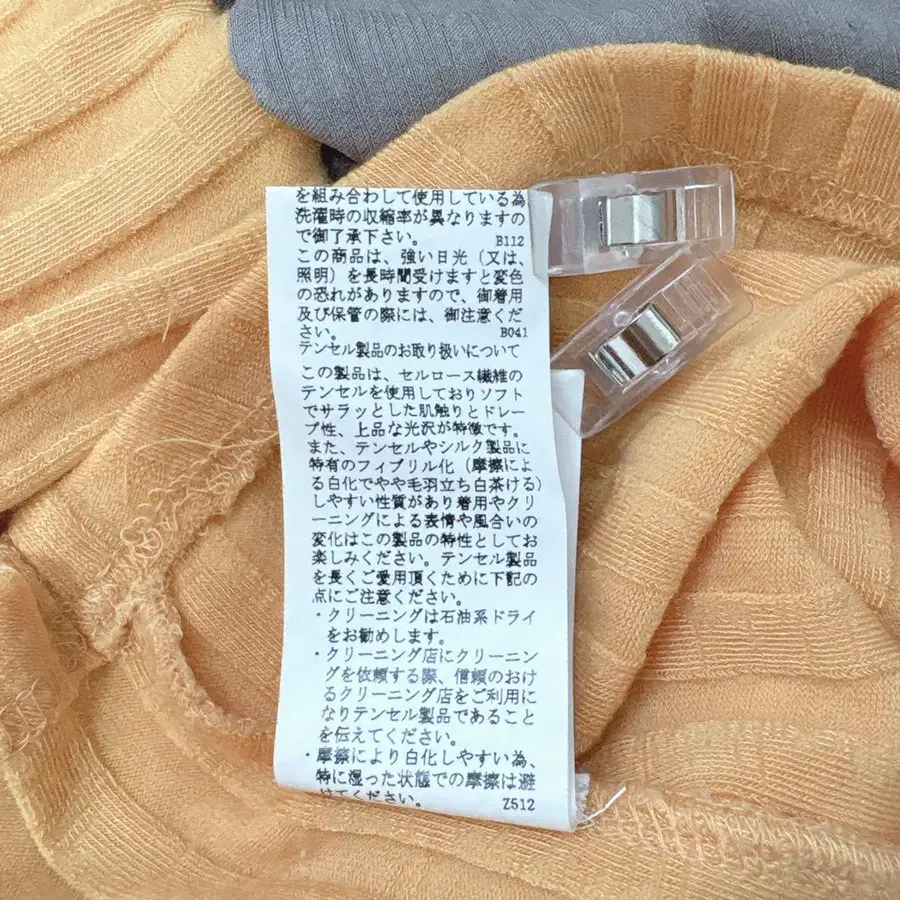 を組み合わして使用している為、
洗濯時の収縮率が異なりますの
で御了承下さい。
B112
この商品は、強い日光（又は、
照明）を長時間受けますと変色
の恐れがありますので、御着用
及び保管の際には、御注意くだ
さい。
B041
テンセル製品のお取り扱いについて
この製品は、セルロース繊維の
テンセルを使用しておりソフト
でサラッとした肌触りとドレー
プ性、上品な光沢が特徴です。
また、テンセルやシルク製品に
特有のフィブリル化（摩擦によ
る白化でやや毛羽立ち白茶ける）
しやすい性質があり着用やクリ
ーニングによる表情や風合いの
変化はこの製品の特性としてお
楽しみください。テンセル製品
を長くご愛用頂くために下記の
点にご注意ください。
・クリーニングは石油系ドライ
をお勧めします。
・クリーニング店にクリーニン
グを依頼する際、信頼のおけ
るクリーニング店をご利用に
なりテンセル製品であること
を伝えてください。
・摩擦により白化しやすい為、
特に湿った状態での摩擦は避
けてください。
Z512